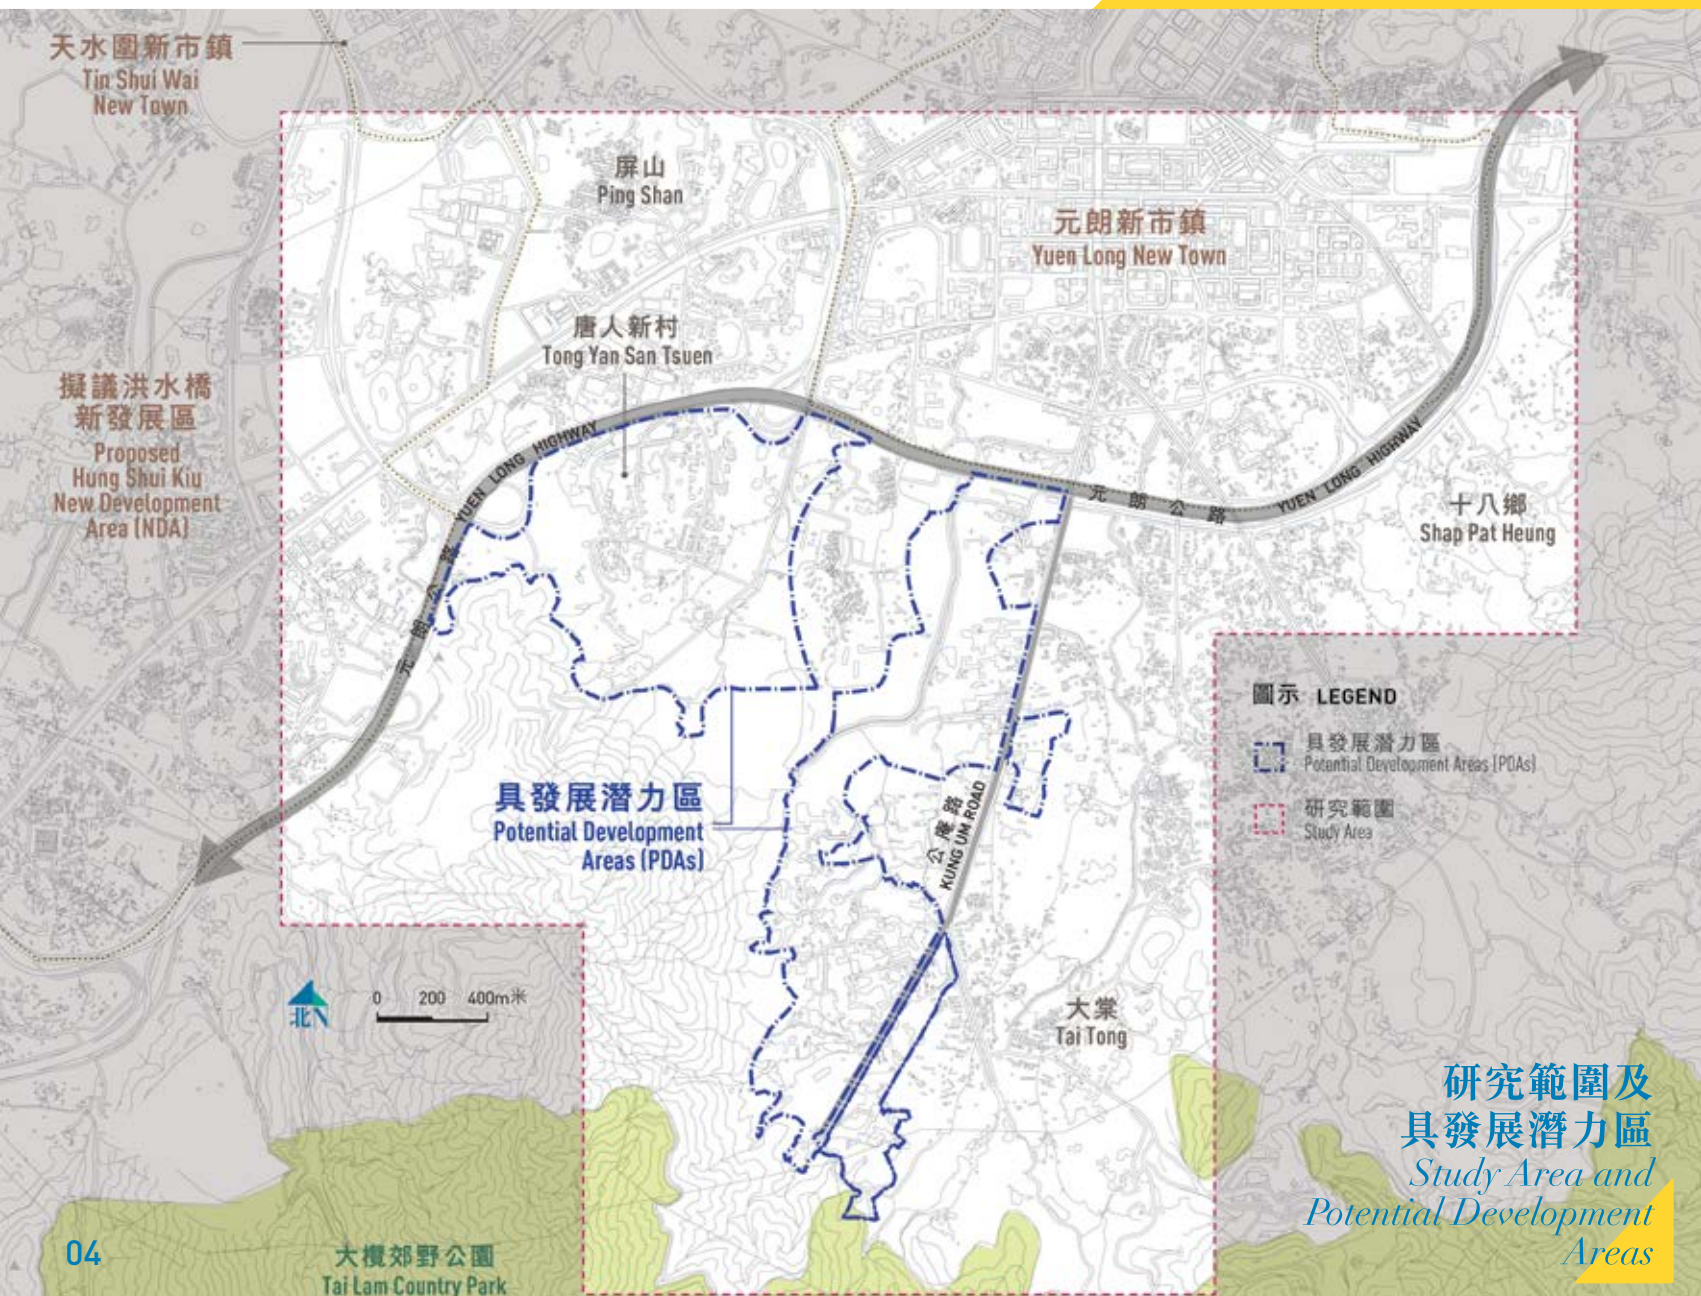 天水圍新市鎮
Tin Shui Wai
New Town
屏山
Ping Shan
元朗新市鎮
Yuen Long New Town
唐人新村
Tong Yan San Tsuen
擬議洪水橋
新發展區
Proposed
Hung Shui Kiu
New Development
Area (NDA)
YUEN LONG HIGHWAY
元朗公路
元朗公路
YUEN LONG HIGHWAY
十八鄉
Shap Pat Heung
圖示 LEGEND
具發展潛力區
Potential Development Areas (PDAs)
研究範圍
Study Area
具發展潛力區
Potential Development
Areas (PDAs)
公庵路
KUNG UM ROAD
北N
0 200 400m米
大棠
Tai Tong
研究範圍及
具發展潛力區
Study Area and
Potential Development
Areas
04
大欖郊野公園
Tai Lam Country Park